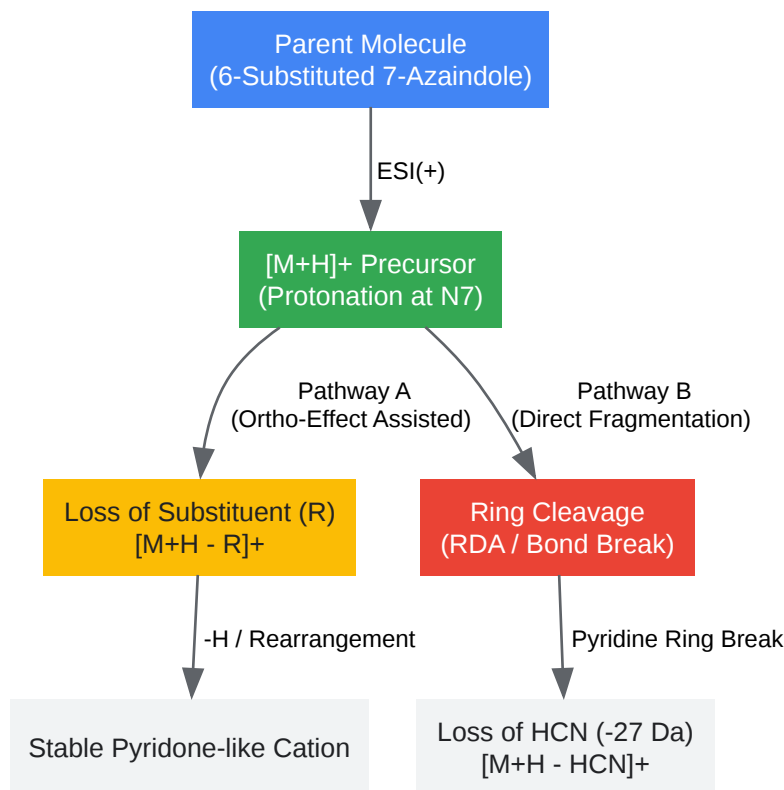 Parent Molecule
(6-Substituted 7-Azaindole)
ESI(+)
[M+H]+ Precursor
(Protonation at N7)
Pathway A
(Ortho-Effect Assisted)
Pathway B
(Direct Fragmentation)
Loss of Substituent (R)
[M+H - R]+
Ring Cleavage
(RDA / Bond Break)
-H / Rearrangement
Pyridine Ring Break
Stable Pyridone-like Cation
Loss of HCN (-27 Da)
[M+H - HCN]+